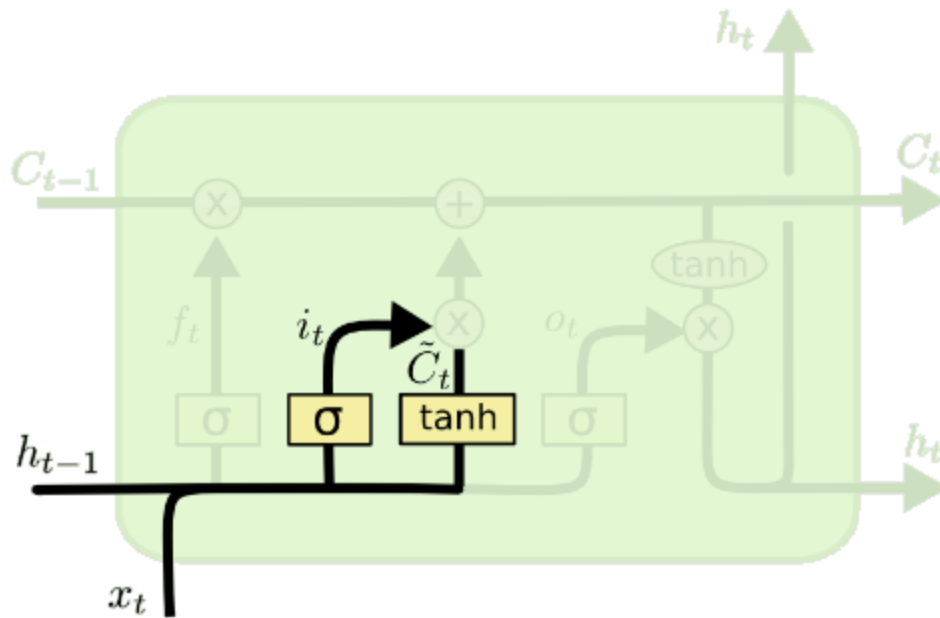 h_t
C_{t-1}
C_t
x
+
tanh
f_t
i_t
x
o_t
x
C̃_t
σ
σ
tanh
σ
h_{t-1}
h_t
x_t